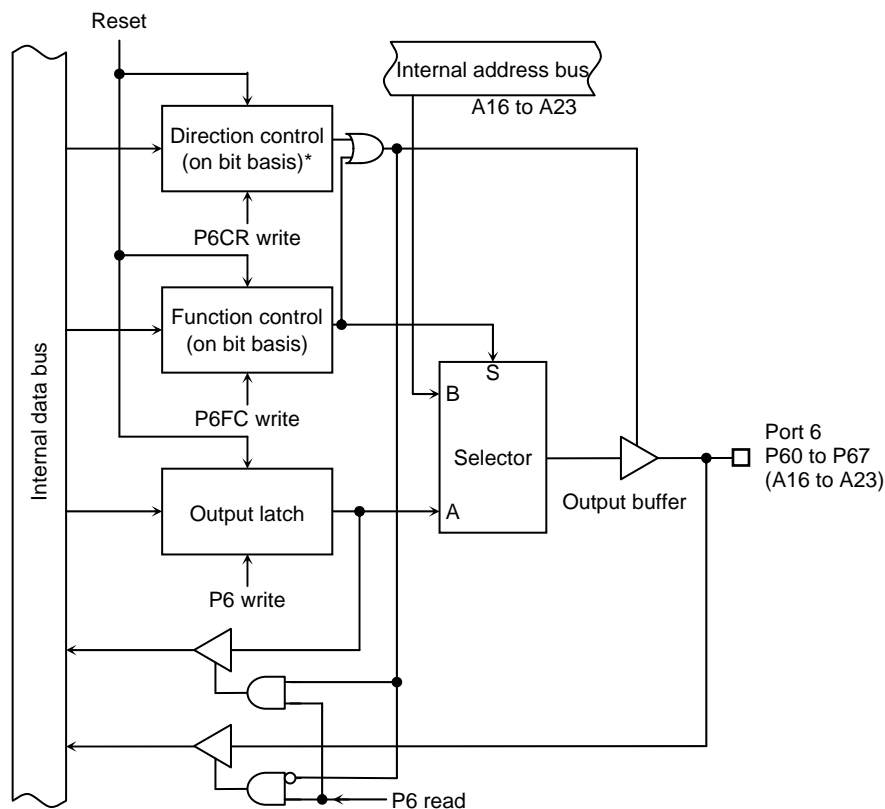 Reset
Internal address bus
A16 to A23
Direction control
(on bit basis)*
P6CR write
Function control
(on bit basis)
P6FC write
Internal data bus
S
B
Selector
A
Output latch
P6 write
Output buffer
Port 6
P60 to P67
(A16 to A23)
P6 read